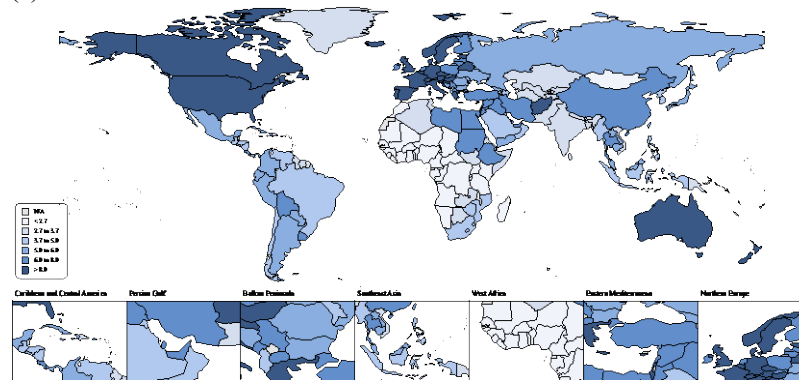 N/A
< 2.7
2.7 to 3.7
3.7 to 5.0
5.0 to 6.0
6.0 to 8.0
> 8.0
Caribbean and Central America
Persian Gulf
Balkan Peninsula
Southeast Asia
West Africa
Eastern Mediterranean
Northern Europe